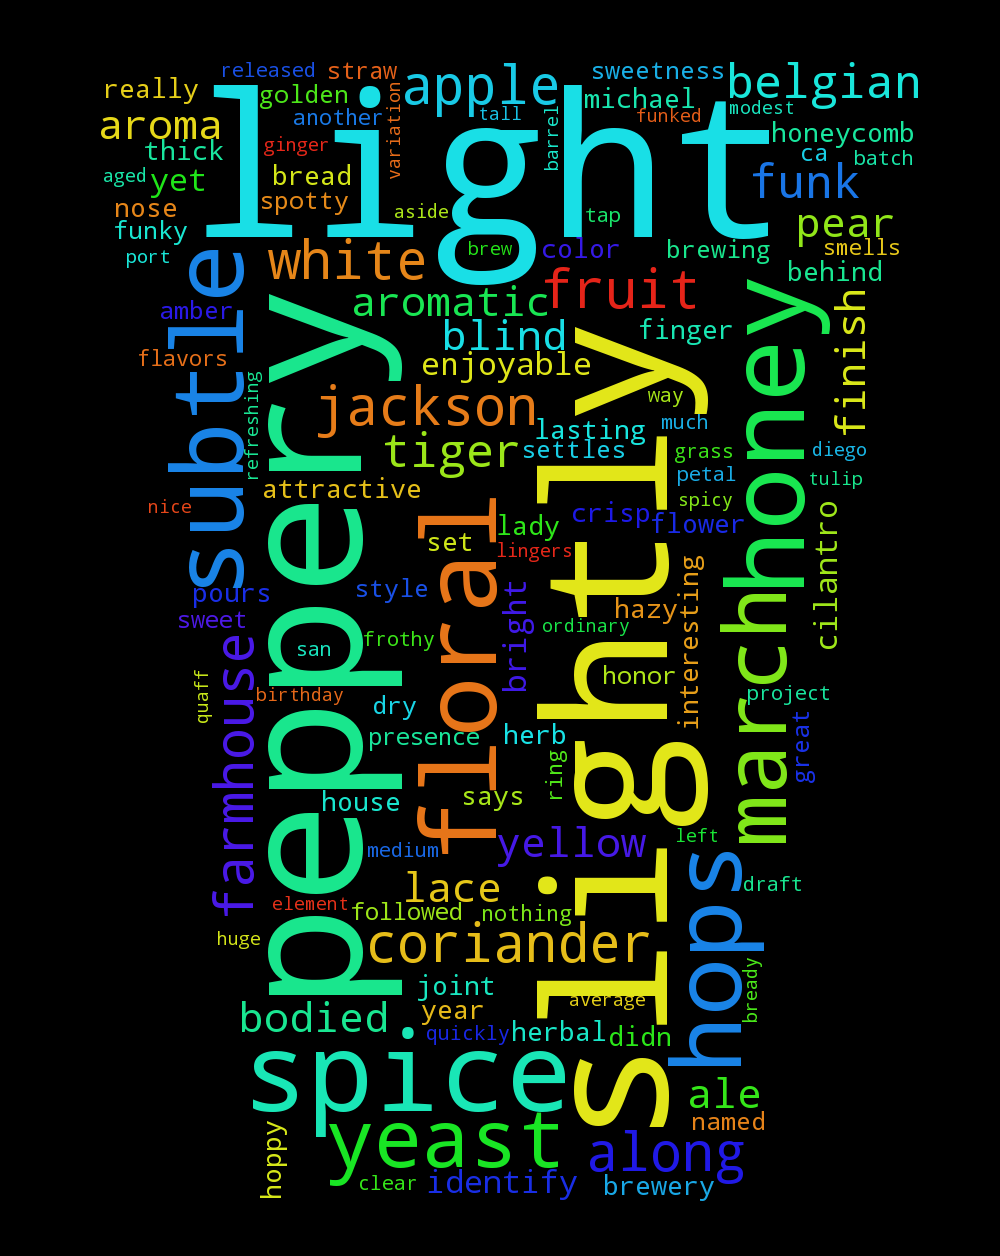 released
straw
apple
sweetness
belgian
really
golden
light
tall
michael
modest
another
variation
barrel
funked
aroma
thick
ginger
honeycomb
ca
batch
aged
yet
bread
funk
nose
spotty
aside
tap
pear
funky
port
white
brew
color
brewing
smells
behind
subtle
peppery
aromatic
fruit
honey
finish
amber
blind
slightly
finger
flavors
enjoyable
refreshing
jackson
way
tiger
lasting
much
settles
grass
diego
attractive
petal
tulip
nice
floral
crisp
spicy
set
lady
flower
cilantro
lingers
pours
style
bright
interesting
march
sweet
hazy
ordinary
farmhouse
san
frothy
honor
quaff
birthday
project
dry
presence
herb
ring
great
house
says
medium
yellow
left
lace
hops
draft
element
followed
nothing
huge
coriander
joint
average
bready
bodied
year
quickly
herbal
didn
spice
ale
yeast
named
hoppy
along
clear
identify
brewery